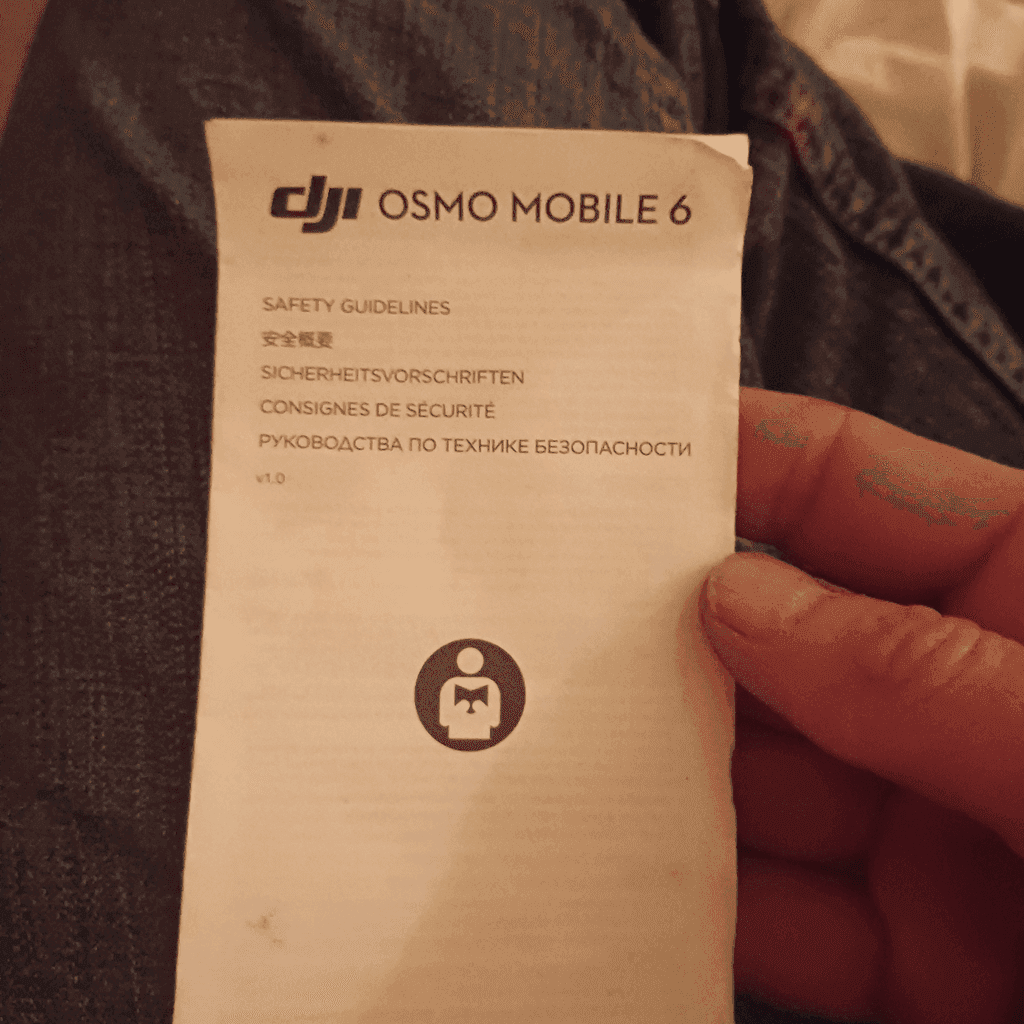 dji OSMO MOBILE 6
SAFETY GUIDELINES
安全概要
SICHERHEITSVORSCHRIFTEN
CONSIGNES DE SÉCURITÉ
РУКОВОДСТВА ПО ТЕХНИКЕ БЕЗОПАСНОСТИ
v1.0